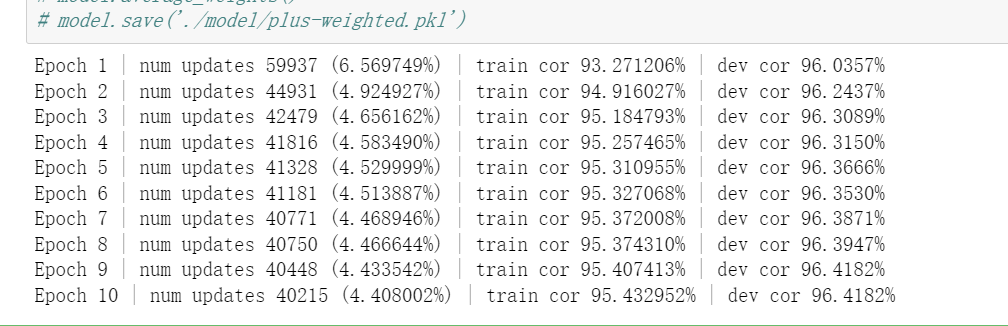 # model.average_weights()
# model.save('./model/plus-weighted.pkl')
Epoch 1 | num updates 59937 (6.569749%) | train cor 93.271206% | dev cor 96.0357%
Epoch 2 | num updates 44931 (4.924927%) | train cor 94.916027% | dev cor 96.2437%
Epoch 3 | num updates 42479 (4.656162%) | train cor 95.184793% | dev cor 96.3089%
Epoch 4 | num updates 41816 (4.583490%) | train cor 95.257465% | dev cor 96.3150%
Epoch 5 | num updates 41328 (4.529999%) | train cor 95.310955% | dev cor 96.3666%
Epoch 6 | num updates 41181 (4.513887%) | train cor 95.327068% | dev cor 96.3530%
Epoch 7 | num updates 40771 (4.468946%) | train cor 95.372008% | dev cor 96.3871%
Epoch 8 | num updates 40750 (4.466644%) | train cor 95.374310% | dev cor 96.3947%
Epoch 9 | num updates 40448 (4.433542%) | train cor 95.407413% | dev cor 96.4182%
Epoch 10 | num updates 40215 (4.408002%) | train cor 95.432952% | dev cor 96.4182%